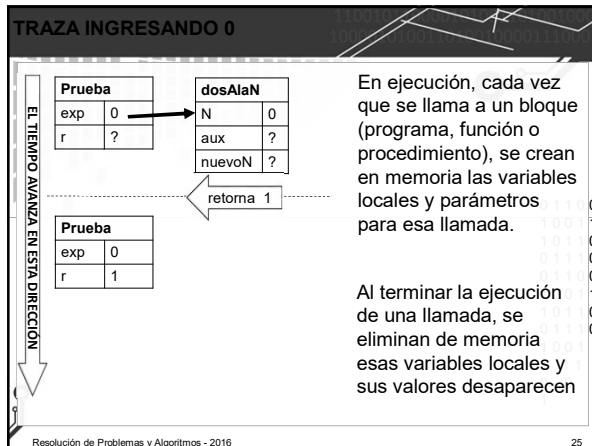 TRAZA INGRESANDO 0
EL TIEMPO AVANZA EN ESTA DIRECCIÓN
Prueba
exp 0
r ?
dosAlaN
N 0
aux ?
nuevoN ?
retorna 1
Prueba
exp 0
r 1
En ejecución, cada vez
que se llama a un bloque
(programa, función o
procedimiento), se crean
en memoria las variables
locales y parámetros
para esa llamada.
Al terminar la ejecución
de una llamada, se
eliminan de memoria
esas variables locales y
sus valores desaparecen
Resolución de Problemas y Algoritmos - 2016
25